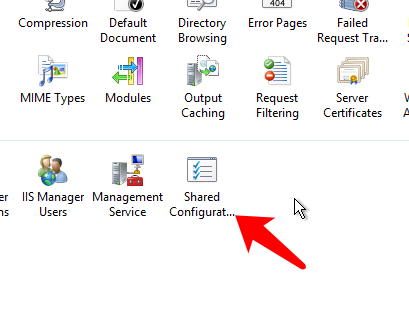 404
Compression Default Error Pages Failed
Document Directory Request Tra...
Browsing
MIME Types Modules Output Request Server W
Caching Filtering Certificates A
er IIS Manager Management Shared
ns Users Service Configurat...